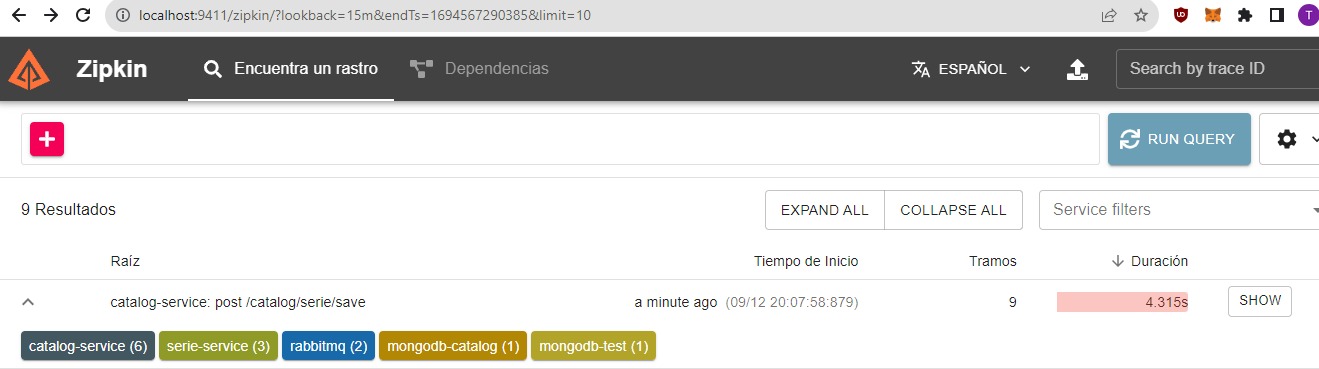 localhost:9411/zipkin/?lookback=15m&endTs=1694567290385&limit=10
T
Zipkin Encuentra un rastro Dependencias ESPAÑOL Search by trace ID
RUN QUERY
9 Resultados EXPAND ALL COLLAPSE ALL Service filters
Raíz Tiempo de Inicio Tramos Duración
catalog-service: post /catalog/serie/save a minute ago (09/12 20:07:58:879) 9 4.315s SHOW
catalog-service (6) serie-service (3) rabbitmq (2) mongodb-catalog (1) mongodb-test (1)